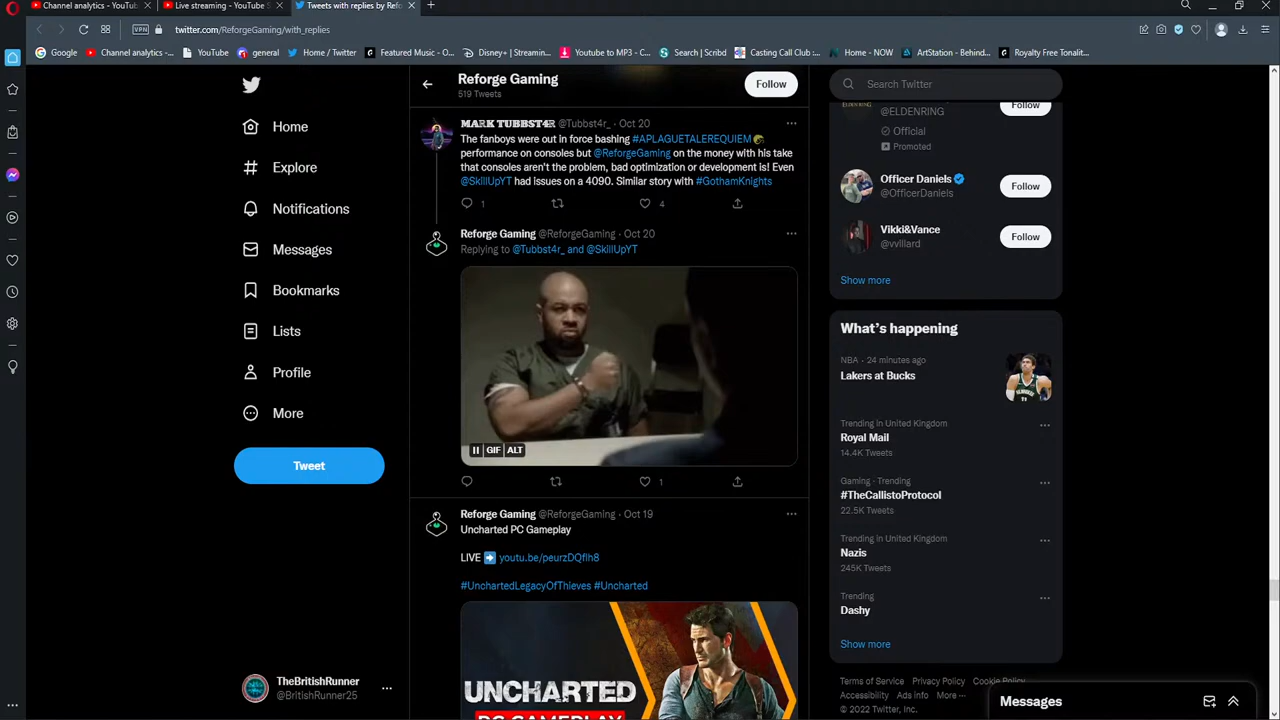 Channel analytics - YouTub
Live streaming - YouTube S
Tweets with replies by Refo
VPN
twitter.com/ReforgeGaming/with_replies
Google
Channel analytics -...
YouTube
general
Home / Twitter
Featured Music - O...
Disney+ | Streamin...
Youtube to MP3 - C...
Search | Scribd
Casting Call Club :...
Home - NOW
ArtStation - Behind...
Royalty Free Tonalit...
Home
Explore
Notifications
Messages
Bookmarks
Lists
Profile
More
Tweet
TheBritishRunner
@BritishRunner25
Reforge Gaming
519 Tweets
Follow
MARK TUBBST4R @Tubbst4r_ · Oct 20
The fanboys were out in force bashing #APLAGUETALEREQUIEM
performance on consoles but @ReforgeGaming on the money with his take
that consoles aren't the problem, bad optimization or development is! Even
@SkillUpYT had issues on a 4090. Similar story with #GothamKnights
1
4
Reforge Gaming @ReforgeGaming · Oct 20
Replying to @Tubbst4r_ and @SkillUpYT
GIF ALT
1
Reforge Gaming @ReforgeGaming · Oct 19
Uncharted PC Gameplay
LIVE youtu.be/peurzDQflh8
#UnchartedLegacyOfThieves #Uncharted
UNCHARTED
PC GAMEPLAY
Search Twitter
ELDEN RING
@ELDENRING
Official
Promoted
Follow
Officer Daniels
@OfficerDaniels
Follow
Vikki&Vance
@vvillard
Follow
Show more
What's happening
NBA · 24 minutes ago
Lakers at Bucks
Trending in United Kingdom
Royal Mail
14.4K Tweets
Gaming · Trending
#TheCallistoProtocol
22.5K Tweets
Trending in United Kingdom
Nazis
245K Tweets
Trending
Dashy
Show more
Terms of Service Privacy Policy Cookie Policy
Accessibility Ads info More ···
© 2022 Twitter, Inc.
Messages